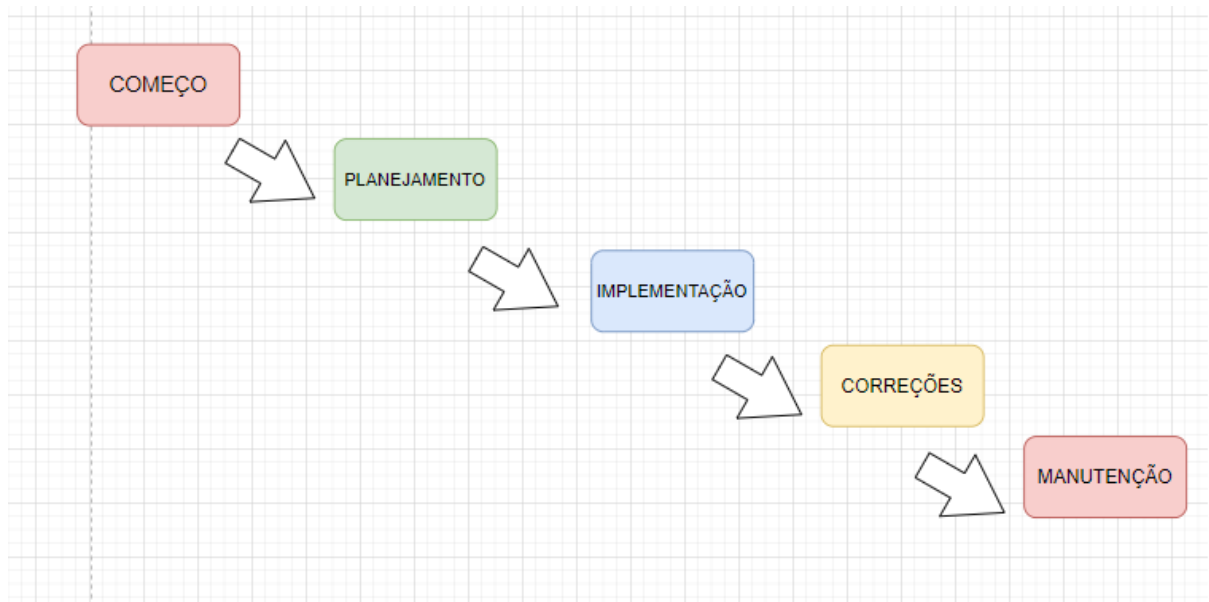 COMEÇO
PLANEJAMENTO
IMPLEMENTAÇÃO
CORREÇÕES
MANUTENÇÃO